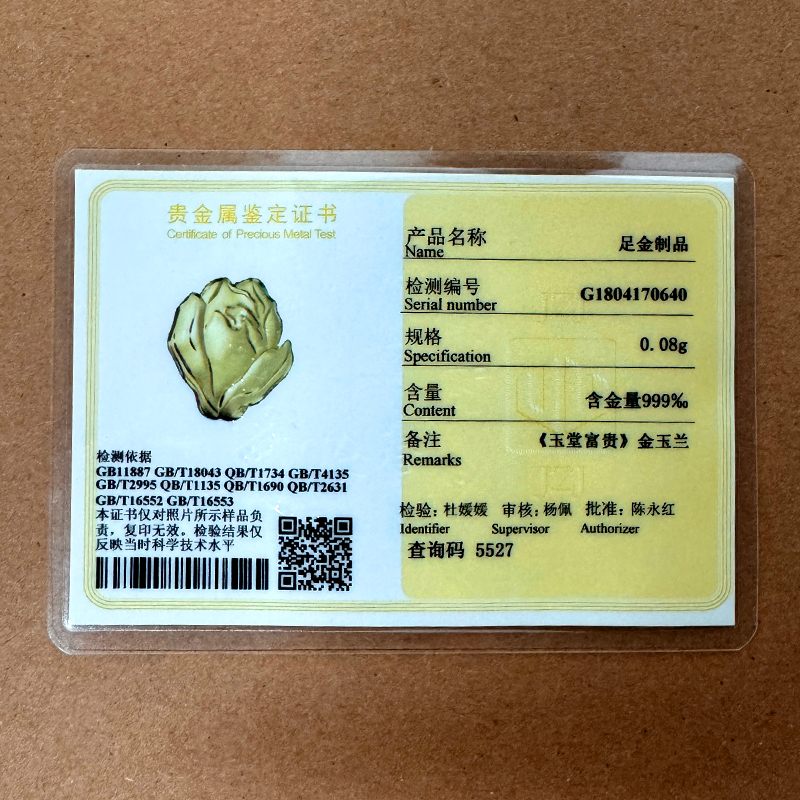 贵金属鉴定证书
Certificate of Precious Metal Test
检测依据
GB11887 GB/T18043 QB/T1734 GB/T4135
GB/T2995 QB/T1135 QB/T1690 QB/T2631
GB/T16552 GB/T16553
本证书仅对照片所示样品负
责，复印无效。检验结果仅
反映当时科学技术水平
产品名称 足金制品
Name
检测编号 G1804170640
Serial number
规格 0.08g
Specification
含量 含金量999‰
Content
备注 《玉堂富贵》金玉兰
Remarks
检验：杜媛媛 审核：杨佩 批准：陈永红
Identifier Supervisor Authorizer
查询码 5527